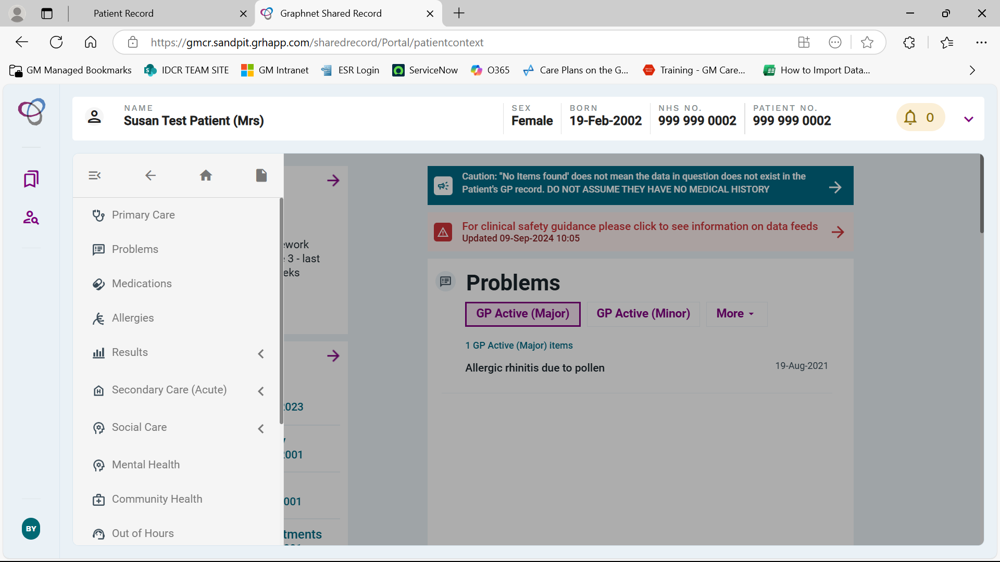 Patient Record
Graphnet Shared Record
https://gmcr.sandpit.grhapp.com/sharedrecord/Portal/patientcontext
GM Managed Bookmarks
IDCR TEAM SITE
GM Intranet
ESR Login
ServiceNow
O365
Care Plans on the G...
Training - GM Care...
How to Import Data...
NAME
Susan Test Patient (Mrs)
SEX
Female
BORN
19-Feb-2002
NHS NO.
999 999 0002
PATIENT NO.
999 999 0002
0
Primary Care
Problems
Medications
Allergies
Results
Secondary Care (Acute)
Social Care
Mental Health
Community Health
Out of Hours
BY
3 - last
Caution: "No Items found' does not mean the data in question does not exist in the
Patient's GP record. DO NOT ASSUME THEY HAVE NO MEDICAL HISTORY
For clinical safety guidance please click to see information on data feeds
Updated 09-Sep-2024 10:05
Problems
GP Active (Major)
GP Active (Minor)
More
1 GP Active (Major) items
Allergic rhinitis due to pollen
19-Aug-2021